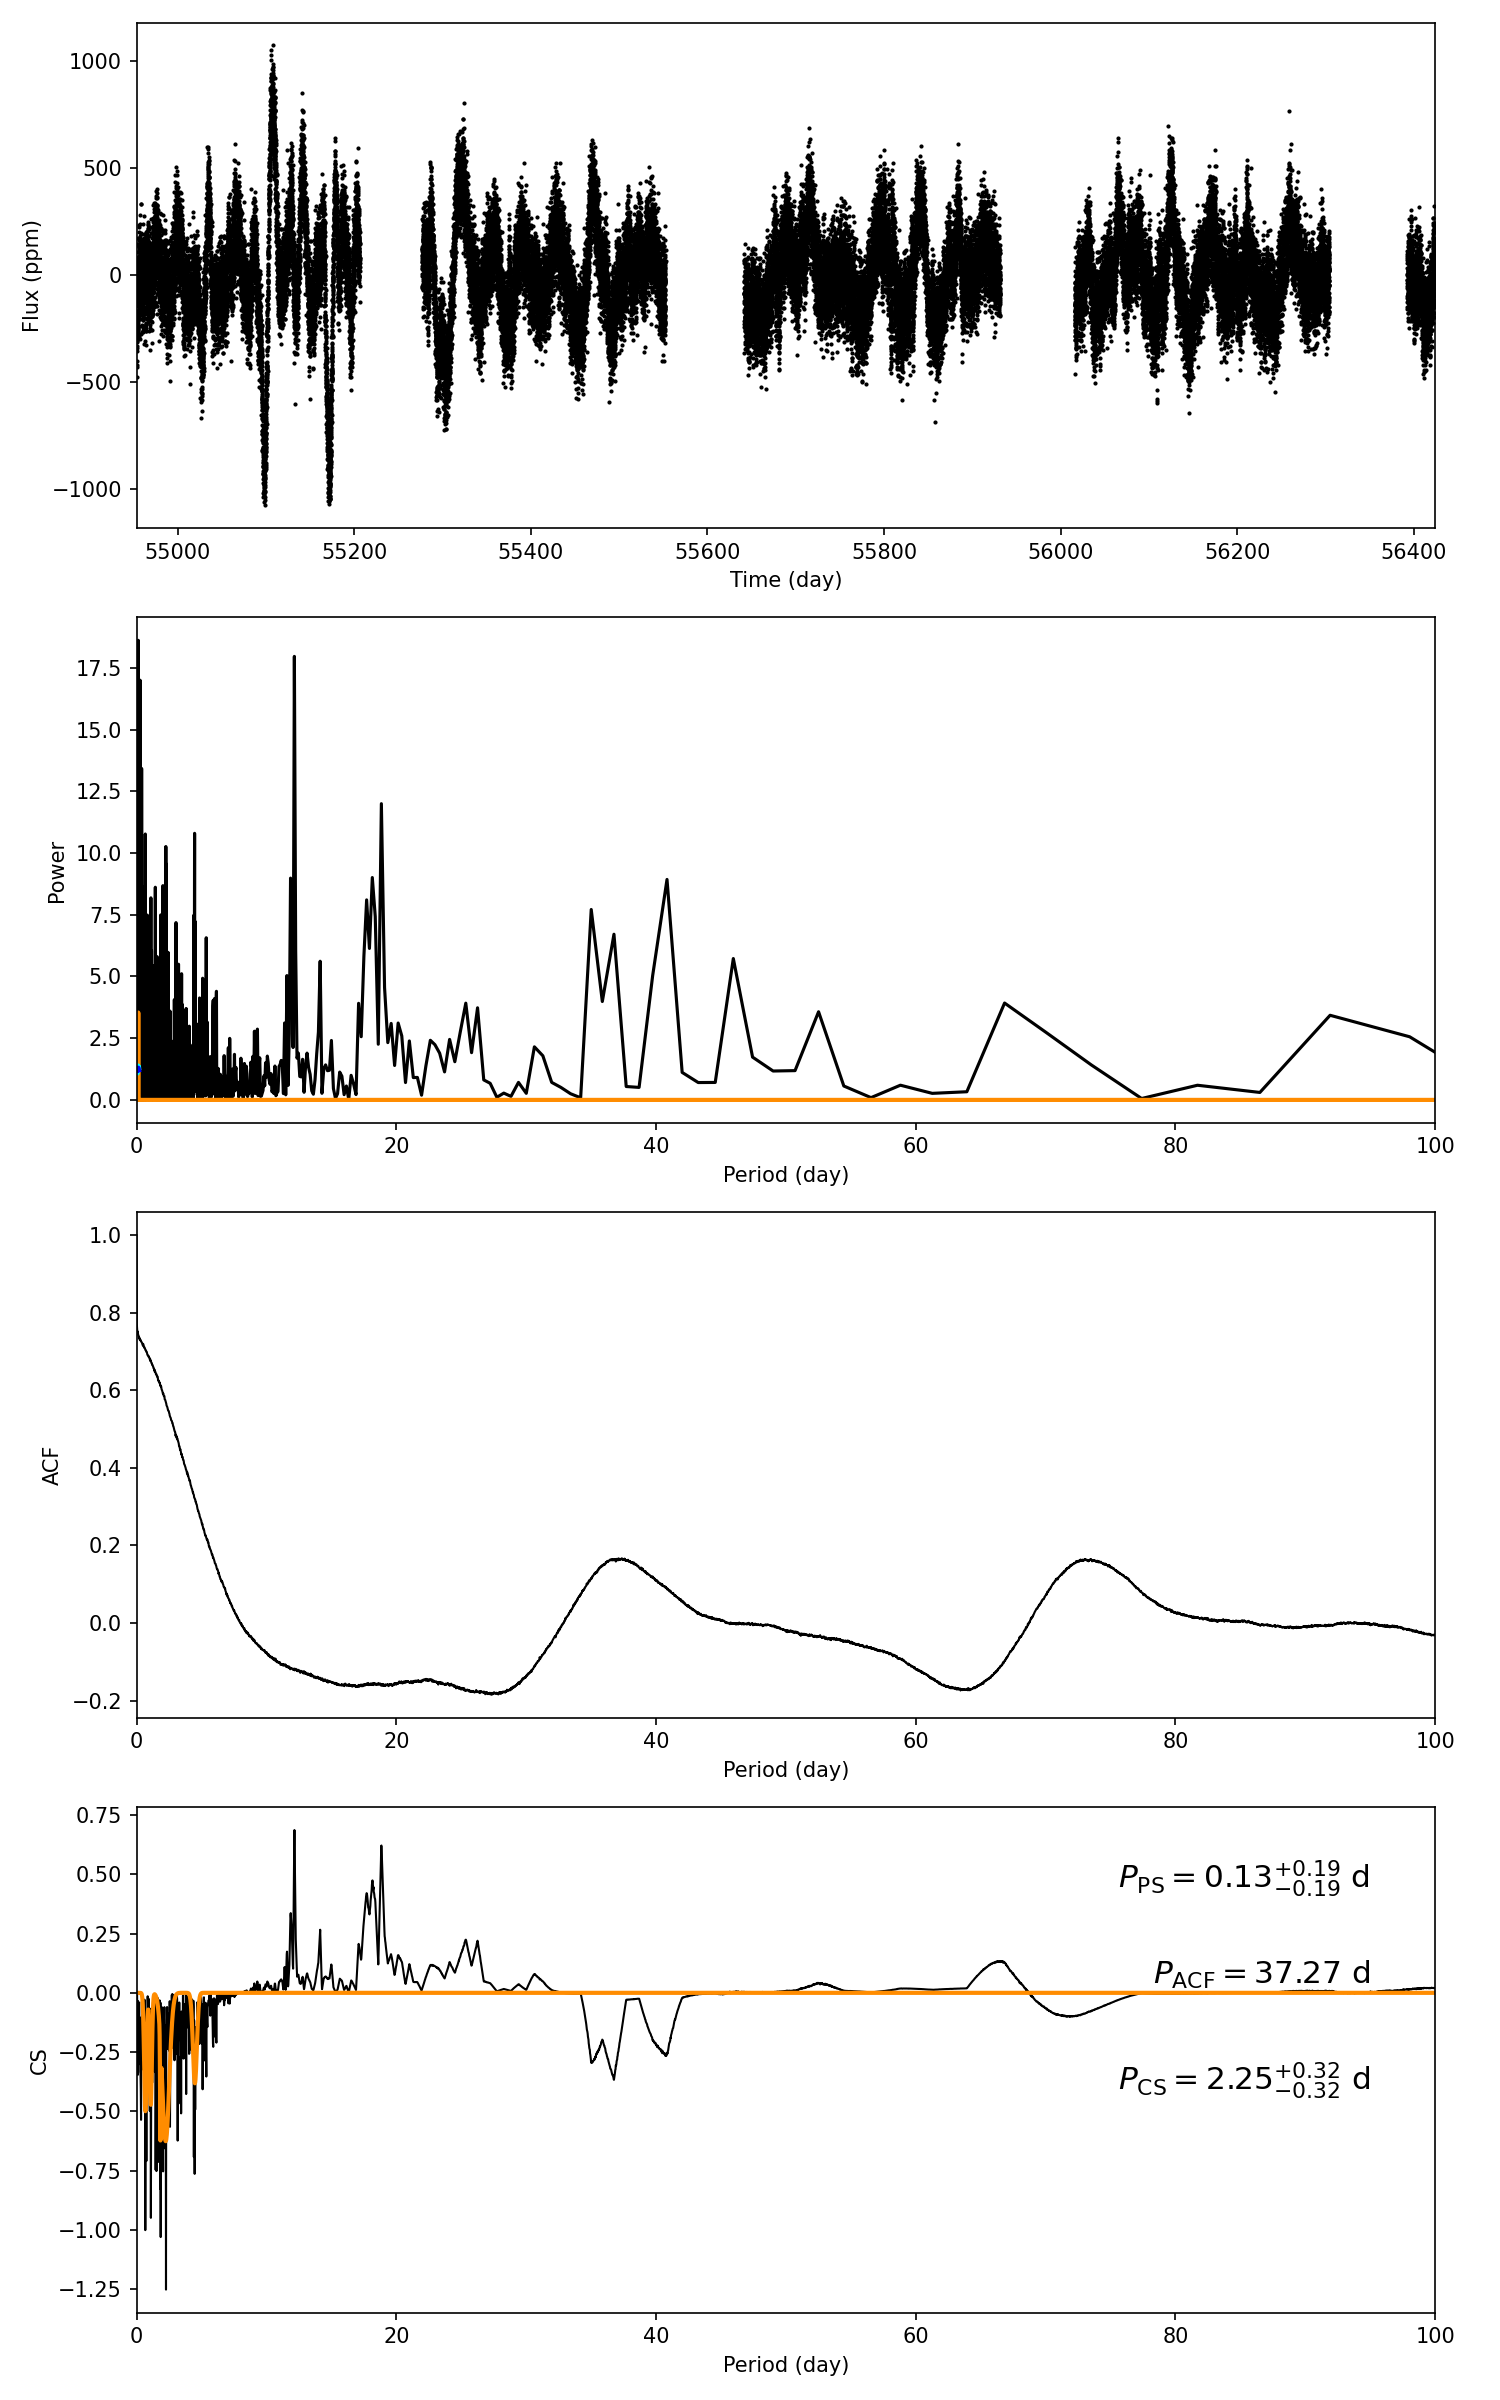 1000
500
0
−500
−1000
Flux (ppm)
55000 55200 55400 55600 55800 56000 56200 56400
Time (day)
17.5
15.0
12.5
10.0
7.5
5.0
2.5
0.0
Power
0 20 40 60 80 100
Period (day)
1.0
0.8
0.6
0.4
0.2
0.0
−0.2
ACF
0 20 40 60 80 100
Period (day)
0.75
0.50
0.25
0.00
−0.25
−0.50
−0.75
−1.00
−1.25
CS
P_PS = 0.13 +0.19 −0.19 d
P_ACF = 37.27 d
P_CS = 2.25 +0.32 −0.32 d
0 20 40 60 80 100
Period (day)